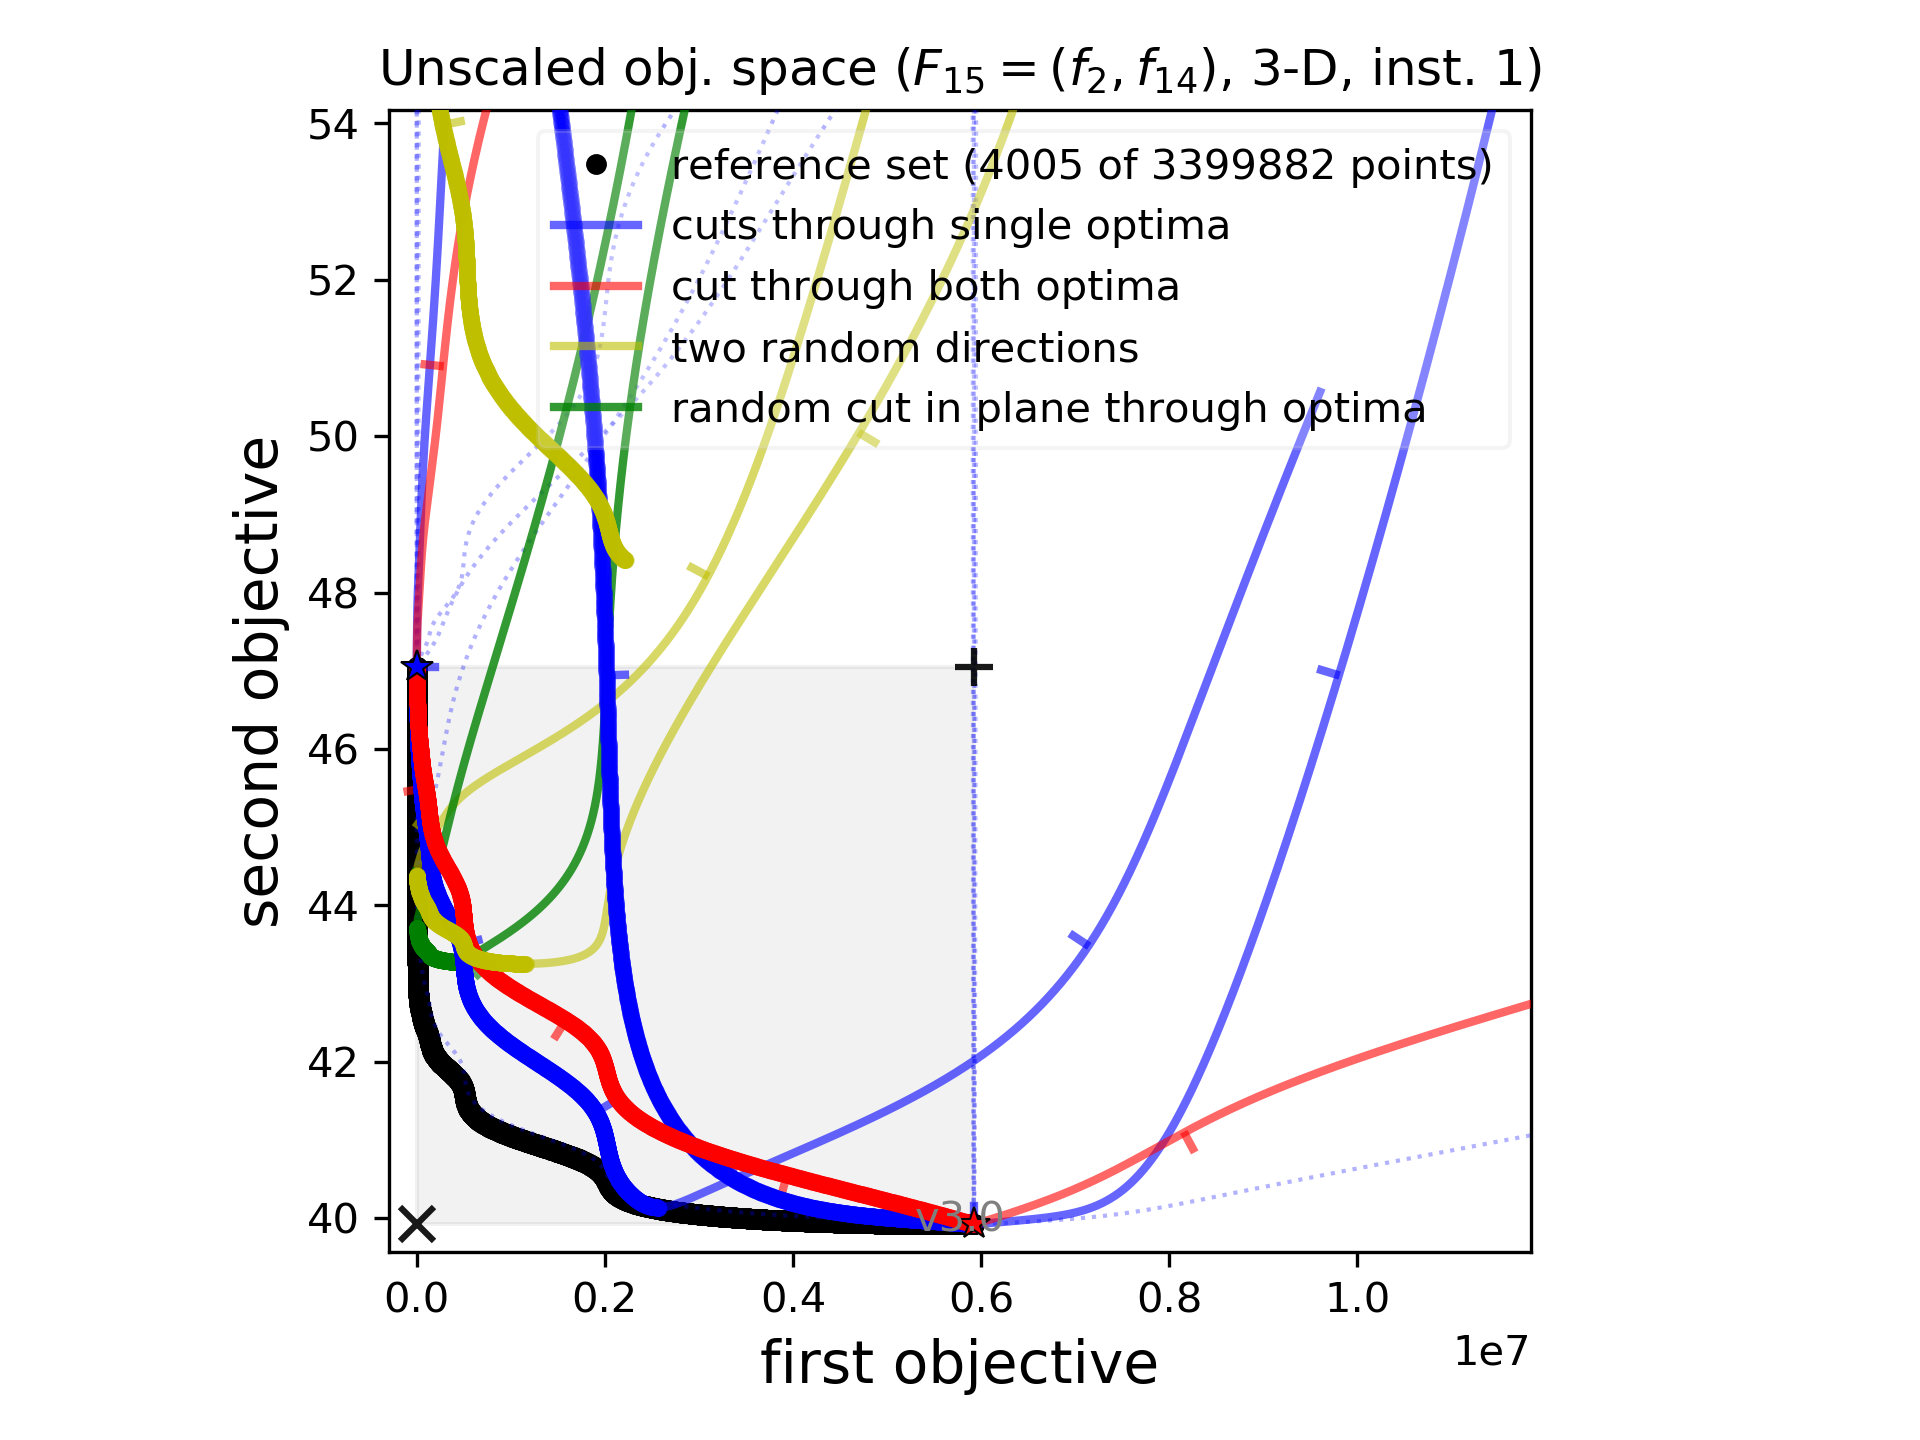 Unscaled obj. space (F₁₅ = (f₂, f₁₄), 3-D, inst. 1)
reference set (4005 of 3399882 points)
cuts through single optima
cut through both optima
two random directions
random cut in plane through optima
second objective
54
52
50
48
46
44
42
40
v3.0
0.0 0.2 0.4 0.6 0.8 1.0
1e7
first objective